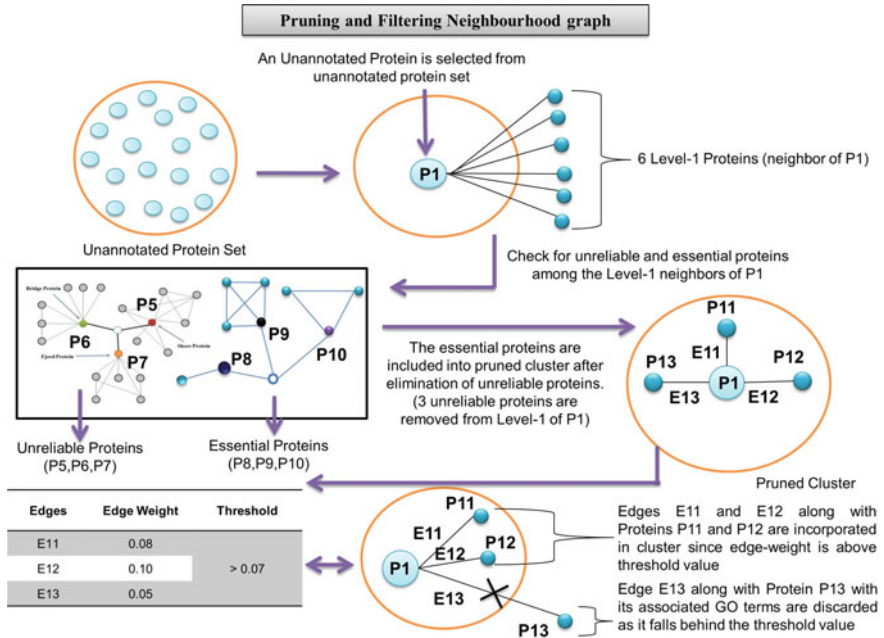 Pruning and Filtering Neighbourhood graph
An Unannotated Protein is selected from
unannotated protein set
P1
6 Level-1 Proteins (neighbor of P1)
Unannotated Protein Set
Check for unreliable and essential proteins
among the Level-1 neighbors of P1
Bridge Protein
P5
P6
Shore Protein
Fjord Protein
P7
P9
P8
P10
The essential proteins are
included into pruned cluster after
elimination of unreliable proteins.
(3 unreliable proteins are
removed from Level-1 of P1)
P11
E11
P13
P12
P1
E13
E12
Unreliable Proteins
(P5,P6,P7)
Essential Proteins
(P8,P9,P10)
Pruned Cluster
Edges Edge Weight Threshold
E11 0.08
E12 0.10 > 0.07
E13 0.05
P11
E11
P12
E12
P1
E13
P13
Edges E11 and E12 along with
Proteins P11 and P12 are incorporated
in cluster since edge-weight is above
threshold value
Edge E13 along with Protein P13 with
its associated GO terms are discarded
as it falls behind the threshold value